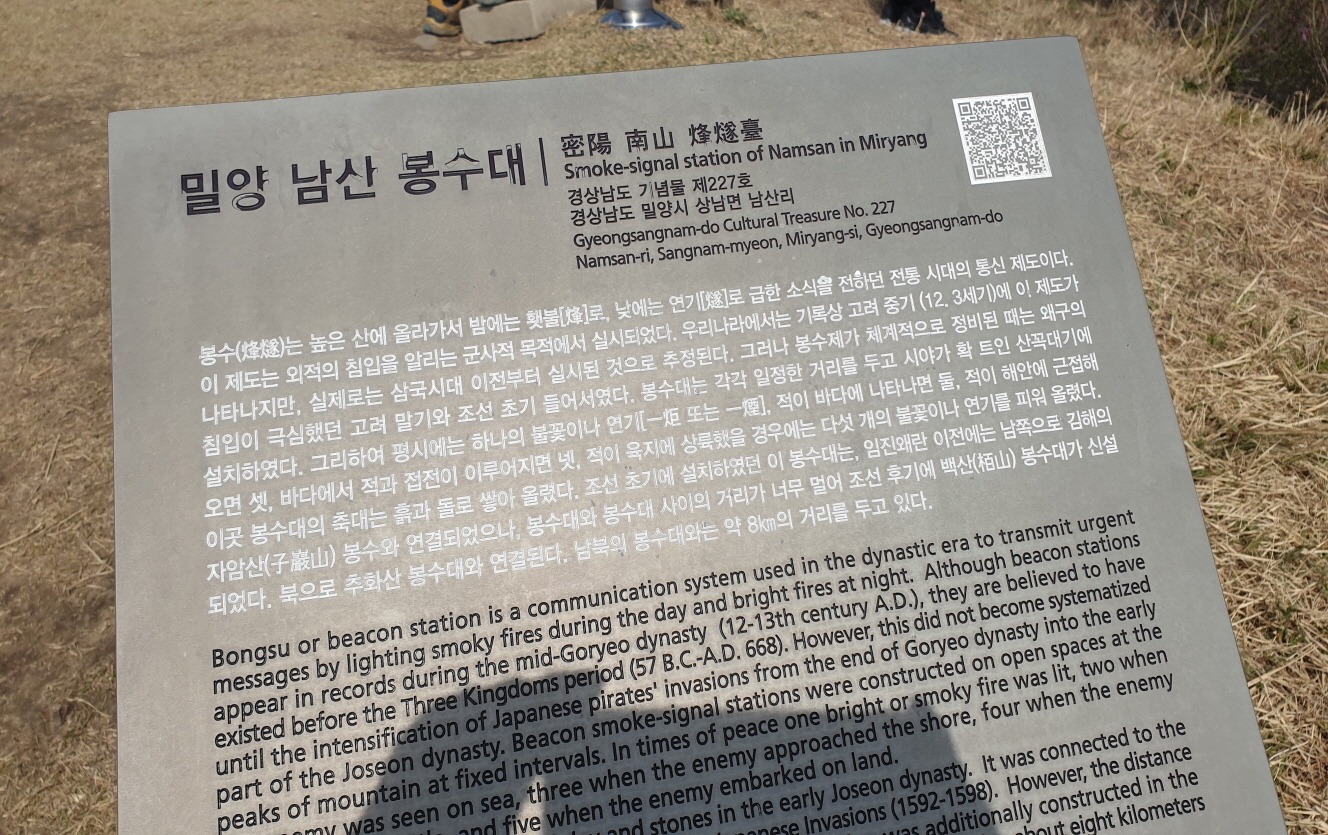 밀양 남산 봉수대
密陽 南山 烽燧臺
Smoke-signal station of Namsan in Miryang
경상남도 기념물 제227호
경상남도 밀양시 상남면 남산리
Gyeongsangnam-do Cultural Treasure No. 227
Namsan-ri, Sangnam-myeon, Miryang-si, Gyeongsangnam-do
봉수(烽燧)는 높은 산에 올라가서 밤에는 횃불[烽]로, 낮에는 연기[燧]로 급한 소식을 전하던 전통 시대의 통신 제도이다.
이 제도는 외적의 침입을 알리는 군사적 목적에서 실시되었다. 우리나라에서는 기록상 고려 중기 (12. 3세기)에 이 제도가
나타나지만, 실제로는 삼국시대 이전부터 실시된 것으로 추정된다. 그러나 봉수제가 체계적으로 정비된 때는 왜구의
침입이 극심했던 고려 말기와 조선 초기 들어서였다. 봉수대는 각각 일정한 거리를 두고 시야가 확 트인 산꼭대기에
설치하였다. 그리하여 평시에는 하나의 불꽃이나 연기[一炬 또는 一煙], 적이 바다에 나타나면 둘, 적이 해안에 근접해
오면 셋, 바다에서 적과 접전이 이루어지면 넷, 적이 육지에 상륙했을 경우에는 다섯 개의 불꽃이나 연기를 피워 올렸다.
이곳 봉수대의 축대는 흙과 돌로 쌓아 올렸다. 조선 초기에 설치하였던 이 봉수대는, 임진왜란 이전에는 남쪽으로 김해의
자암산(子巖山) 봉수와 연결되었으나, 봉수대와 봉수대 사이의 거리가 너무 멀어 조선 후기에 백산(栢山) 봉수대가 신설
되었다. 북으로 추화산 봉수대와 연결된다. 남북의 봉수대와는 약 8㎞의 거리를 두고 있다.
Bongsu or beacon station is a communication system used in the dynastic era to transmit urgent
messages by lighting smoky fires during the day and bright fires at night. Although beacon stations
appear in records during the mid-Goryeo dynasty (12-13th century A.D.), they are believed to have
existed before the Three Kingdoms period (57 B.C.-A.D. 668). However, this did not become systematized
until the intensification of Japanese pirates' invasions from the end of Goryeo dynasty into the early
part of the Joseon dynasty. Beacon smoke-signal stations were constructed on open spaces at the
peaks of mountain at fixed intervals. In times of peace one bright or smoky fire was lit, two when
was seen on sea, three when the enemy approached the shore, four when the enemy
and five when the enemy embarked on land.
and stones in the early Joseon dynasty. It was connected to the
Invasions (1592-1598). However, the distance
was additionally constructed in the
about eight kilometers